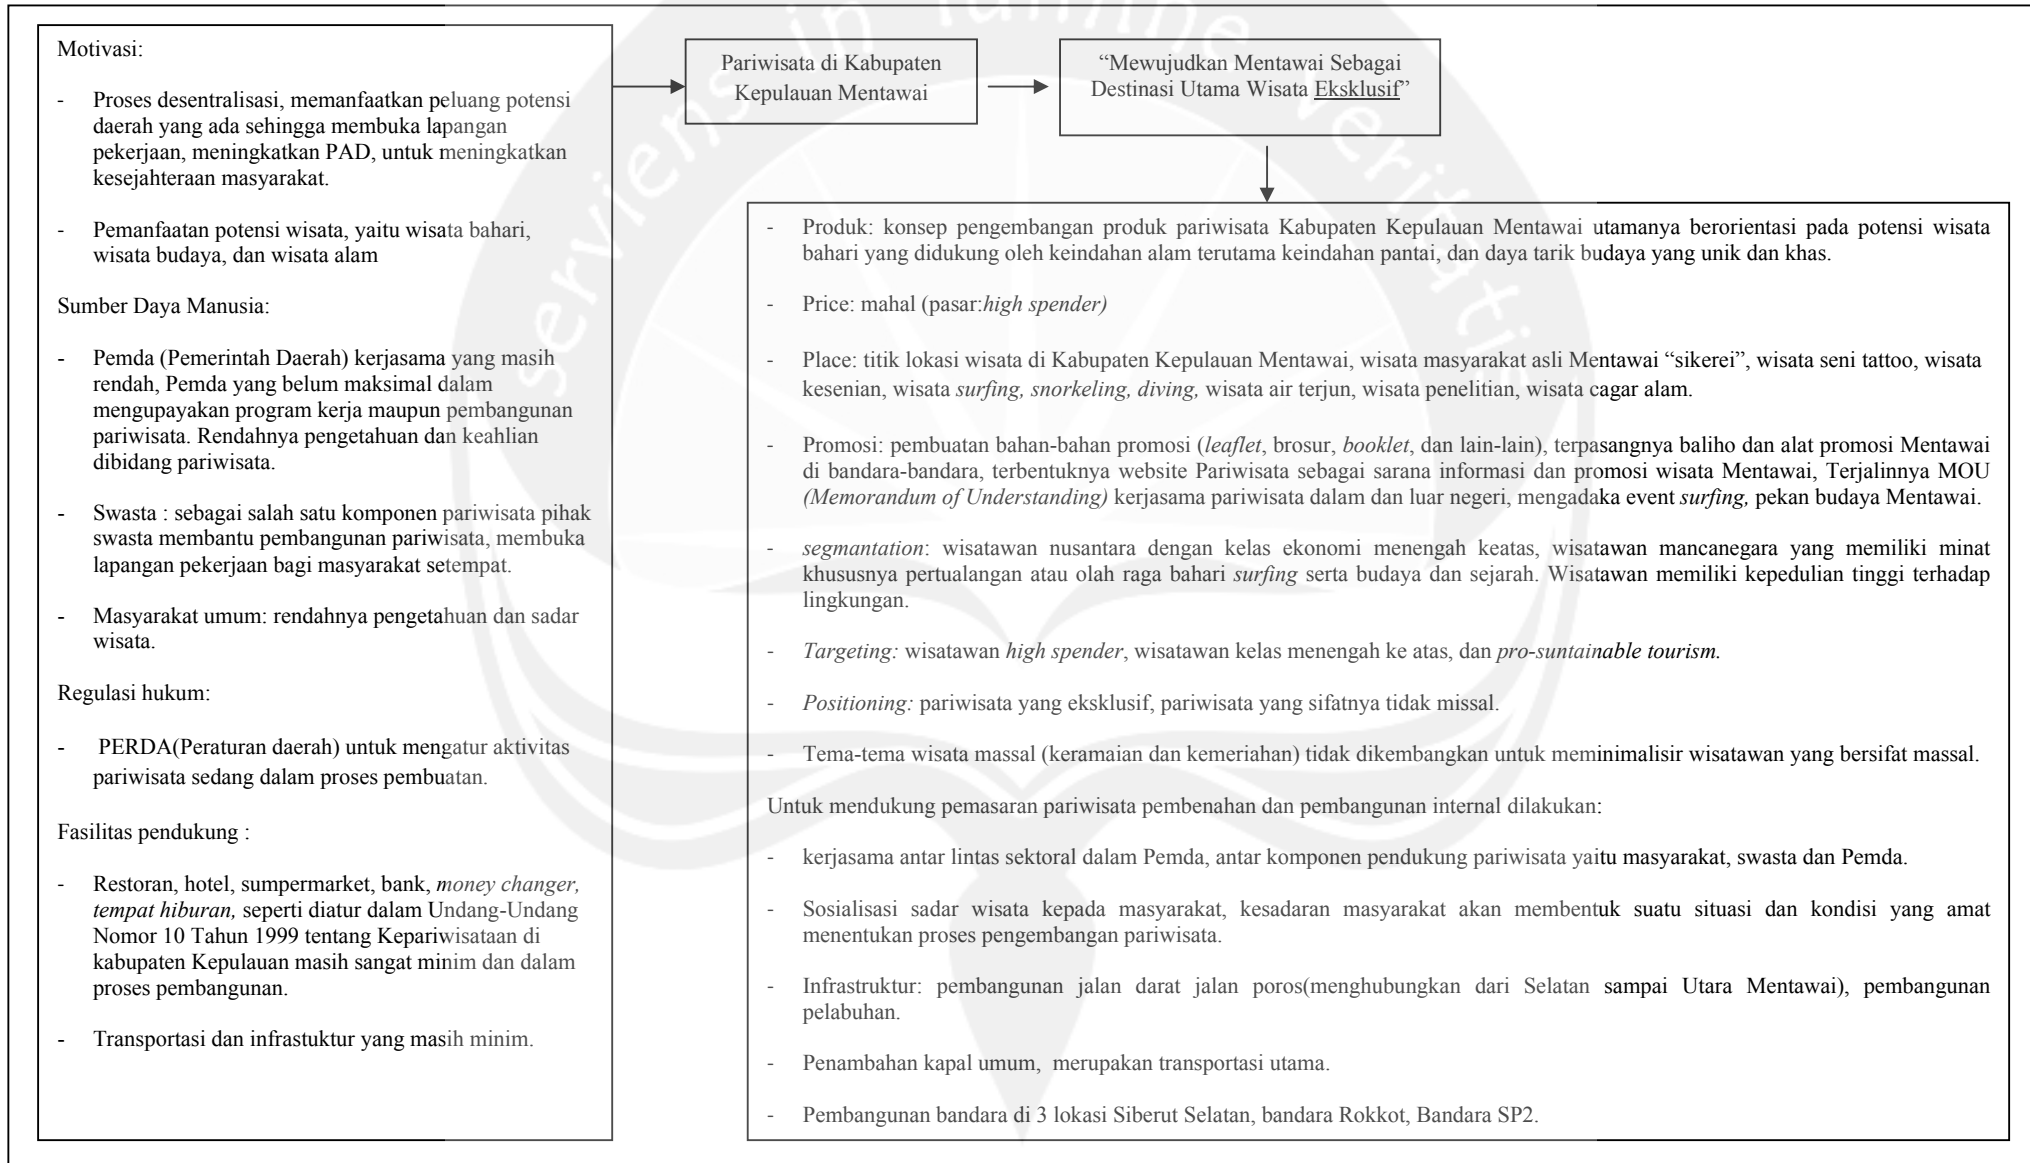 Motivasi:
- Proses desentralisasi, memanfaatkan peluang potensi
daerah yang ada sehingga membuka lapangan
pekerjaan, meningkatkan PAD, untuk meningkatkan
kesejahteraan masyarakat.
- Pemanfaatan potensi wisata, yaitu wisata bahari,
wisata budaya, dan wisata alam
Sumber Daya Manusia:
- Pemda (Pemerintah Daerah) kerjasama yang masih
rendah, Pemda yang belum maksimal dalam
mengupayakan program kerja maupun pembangunan
pariwisata. Rendahnya pengetahuan dan keahlian
dibidang pariwisata.
- Swasta : sebagai salah satu komponen pariwisata pihak
swasta membantu pembangunan pariwisata, membuka
lapangan pekerjaan bagi masyarakat setempat.
- Masyarakat umum: rendahnya pengetahuan dan sadar
wisata.
Regulasi hukum:
- PERDA(Peraturan daerah) untuk mengatur aktivitas
pariwisata sedang dalam proses pembuatan.
Fasilitas pendukung :
- Restoran, hotel, sumpermarket, bank, money changer,
tempat hiburan, seperti diatur dalam Undang-Undang
Nomor 10 Tahun 1999 tentang Kepariwisataan di
kabupaten Kepulauan masih sangat minim dan dalam
proses pembangunan.
- Transportasi dan infrastuktur yang masih minim.
Pariwisata di Kabupaten
Kepulauan Mentawai
“Mewujudkan Mentawai Sebagai
Destinasi Utama Wisata Eksklusif”
- Produk: konsep pengembangan produk pariwisata Kabupaten Kepulauan Mentawai utamanya berorientasi pada potensi wisata
bahari yang didukung oleh keindahan alam terutama keindahan pantai, dan daya tarik budaya yang unik dan khas.
- Price: mahal (pasar:high spender)
- Place: titik lokasi wisata di Kabupaten Kepulauan Mentawai, wisata masyarakat asli Mentawai “sikerei”, wisata seni tattoo, wisata
kesenian, wisata surfing, snorkeling, diving, wisata air terjun, wisata penelitian, wisata cagar alam.
- Promosi: pembuatan bahan-bahan promosi (leaflet, brosur, booklet, dan lain-lain), terpasangnya baliho dan alat promosi Mentawai
di bandara-bandara, terbentuknya website Pariwisata sebagai sarana informasi dan promosi wisata Mentawai, Terjalinnya MOU
(Memorandum of Understanding) kerjasama pariwisata dalam dan luar negeri, mengadaka event surfing, pekan budaya Mentawai.
- segmantation: wisatawan nusantara dengan kelas ekonomi menengah keatas, wisatawan mancanegara yang memiliki minat
khususnya pertualangan atau olah raga bahari surfing serta budaya dan sejarah. Wisatawan memiliki kepedulian tinggi terhadap
lingkungan.
- Targeting: wisatawan high spender, wisatawan kelas menengah ke atas, dan pro-suntainable tourism.
- Positioning: pariwisata yang eksklusif, pariwisata yang sifatnya tidak missal.
- Tema-tema wisata massal (keramaian dan kemeriahan) tidak dikembangkan untuk meminimalisir wisatawan yang bersifat massal.
Untuk mendukung pemasaran pariwisata pembenahan dan pembangunan internal dilakukan:
- kerjasama antar lintas sektoral dalam Pemda, antar komponen pendukung pariwisata yaitu masyarakat, swasta dan Pemda.
- Sosialisasi sadar wisata kepada masyarakat, kesadaran masyarakat akan membentuk suatu situasi dan kondisi yang amat
menentukan proses pengembangan pariwisata.
- Infrastruktur: pembangunan jalan darat jalan poros(menghubungkan dari Selatan sampai Utara Mentawai), pembangunan
pelabuhan.
- Penambahan kapal umum, merupakan transportasi utama.
- Pembangunan bandara di 3 lokasi Siberut Selatan, bandara Rokkot, Bandara SP2.
serviens in lumine veritatis